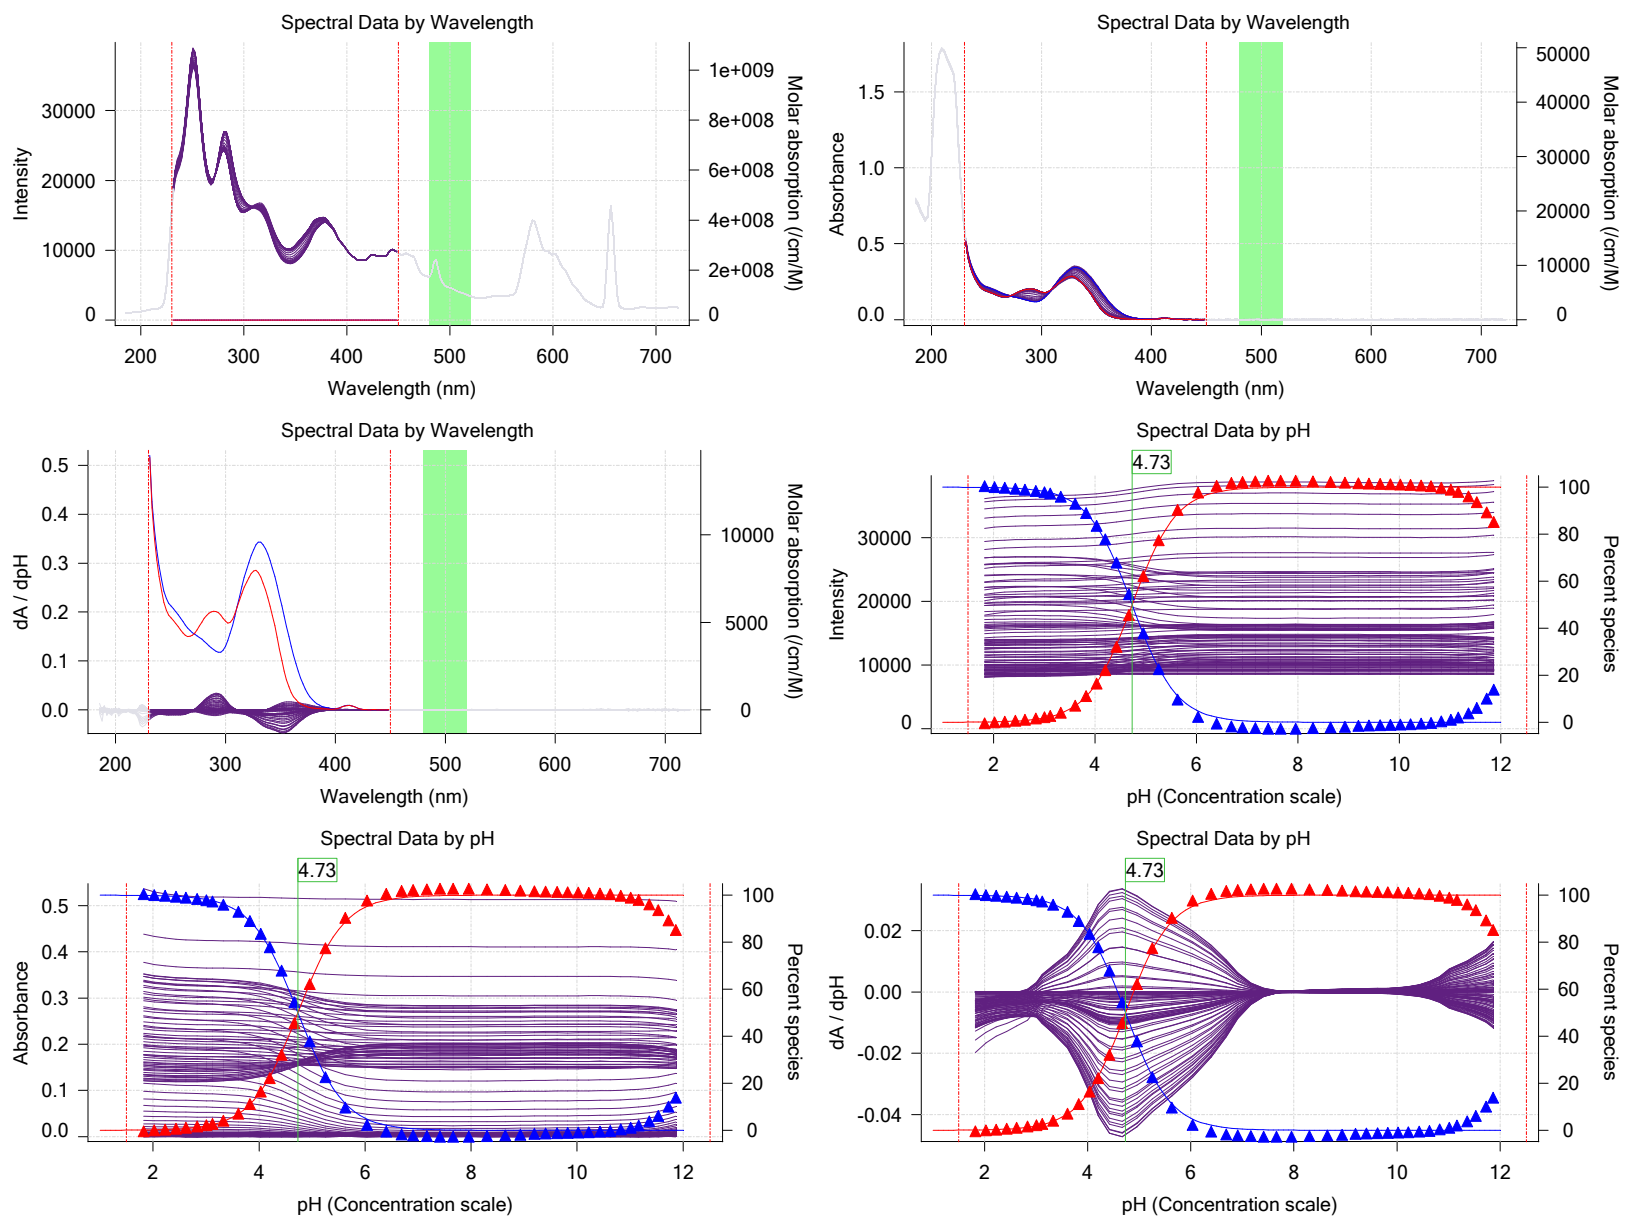 Spectral Data by Wavelength
Intensity
30000
20000
10000
0
1e+009
8e+008
6e+008
4e+008
2e+008
0
Molar absorption (/cm/M)
200 300 400 500 600 700
Wavelength (nm)
Spectral Data by Wavelength
Absorbance
1.5
1.0
0.5
0.0
50000
40000
30000
20000
10000
0
Molar absorption (/cm/M)
200 300 400 500 600 700
Wavelength (nm)
Spectral Data by Wavelength
dA / dpH
0.5
0.4
0.3
0.2
0.1
0.0
10000
5000
0
Molar absorption (/cm/M)
200 300 400 500 600 700
Wavelength (nm)
Spectral Data by pH
4.73
Intensity
30000
20000
10000
0
100
80
60
40
20
0
Percent species
2 4 6 8 10 12
pH (Concentration scale)
Spectral Data by pH
4.73
Absorbance
0.5
0.4
0.3
0.2
0.1
0.0
100
80
60
40
20
0
Percent species
2 4 6 8 10 12
pH (Concentration scale)
Spectral Data by pH
4.73
dA / dpH
0.02
0.00
-0.02
-0.04
100
80
60
40
20
0
Percent species
2 4 6 8 10 12
pH (Concentration scale)